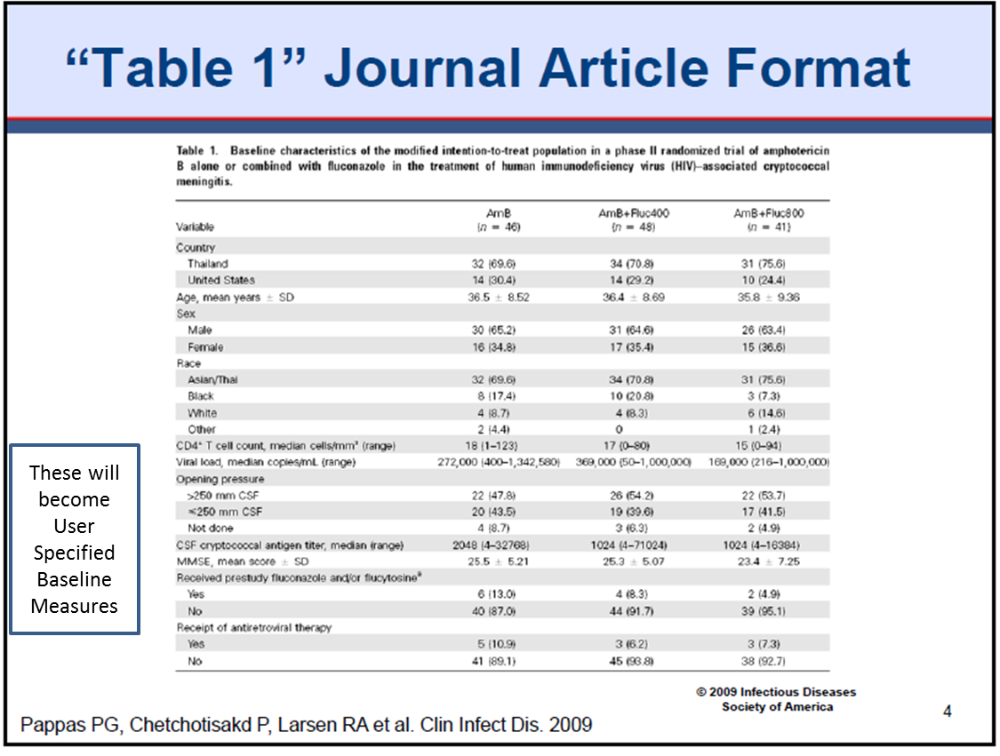 “Table 1” Journal Article Format
Table 1. Baseline characteristics of the modified intention-to-treat population in a phase II randomized trial of amphotericin
B alone or combined with fluconazole in the treatment of human immunodeficiency virus (HIV)–associated cryptococcal
meningitis.
AmB AmB+Fluc400 AmB+Fluc800
Variable (n = 46) (n = 48) (n = 41)
Country
Thailand 32 (69.6) 34 (70.8) 31 (75.6)
United States 14 (30.4) 14 (29.2) 10 (24.4)
Age, mean years ± SD 36.5 ± 8.52 36.4 ± 8.69 35.8 ± 9.36
Sex
Male 30 (65.2) 31 (64.6) 26 (63.4)
Female 16 (34.8) 17 (35.4) 15 (36.6)
Race
Asian/Thai 32 (69.6) 34 (70.8) 31 (75.6)
Black 8 (17.4) 10 (20.8) 3 (7.3)
White 4 (8.7) 4 (8.3) 6 (14.6)
Other 2 (4.4) 0 1 (2.4)
CD4⁺ T cell count, median cells/mm³ (range) 18 (1–123) 17 (0–80) 15 (0–94)
Viral load, median copies/mL (range) 272,000 (400–1,342,580) 369,000 (50–1,000,000) 169,000 (216–1,000,000)
Opening pressure
>250 mm CSF 22 (47.8) 26 (54.2) 22 (53.7)
≤250 mm CSF 20 (43.5) 19 (39.6) 17 (41.5)
Not done 4 (8.7) 3 (6.3) 2 (4.9)
CSF cryptococcal antigen titer, median (range) 2048 (4–32768) 1024 (4–71024) 1024 (4–16384)
MMSE, mean score ± SD 25.5 ± 5.21 25.3 ± 5.07 23.4 ± 7.25
Received prestudy fluconazole and/or flucytosineª
Yes 6 (13.0) 4 (8.3) 2 (4.9)
No 40 (87.0) 44 (91.7) 39 (95.1)
Receipt of antiretroviral therapy
Yes 5 (10.9) 3 (6.2) 3 (7.3)
No 41 (89.1) 45 (93.8) 38 (92.7)
These will
become
User
Specified
Baseline
Measures
© 2009 Infectious Diseases
Society of America
4
Pappas PG, Chetchotisakd P, Larsen RA et al. Clin Infect Dis. 2009